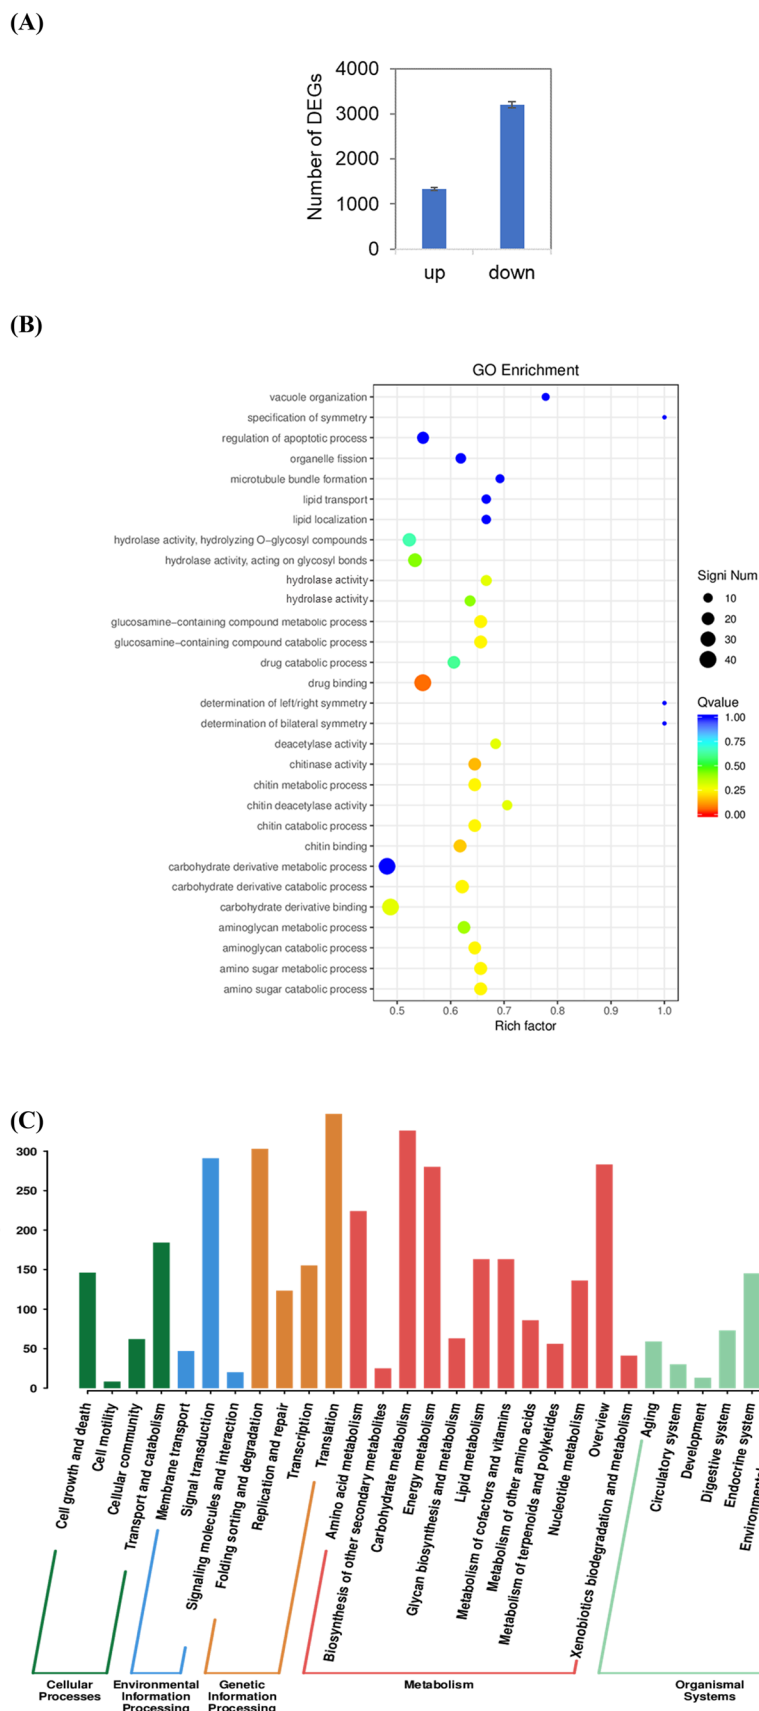 (A)
Number of DEGs
4000
3000
2000
1000
0
up
down
(B)
GO Enrichment
vacuole organization
specification of symmetry
regulation of apoptotic process
organelle fission
microtubule bundle formation
lipid transport
lipid localization
hydrolase activity, hydrolyzing O−glycosyl compounds
hydrolase activity, acting on glycosyl bonds
hydrolase activity
hydrolase activity
glucosamine−containing compound metabolic process
glucosamine−containing compound catabolic process
drug catabolic process
drug binding
determination of left/right symmetry
determination of bilateral symmetry
deacetylase activity
chitinase activity
chitin metabolic process
chitin deacetylase activity
chitin catabolic process
chitin binding
carbohydrate derivative metabolic process
carbohydrate derivative catabolic process
carbohydrate derivative binding
aminoglycan metabolic process
aminoglycan catabolic process
amino sugar metabolic process
amino sugar catabolic process
0.5 0.6 0.7 0.8 0.9 1.0
Rich factor
Signi Num
10
20
30
40
Qvalue
1.00
0.75
0.50
0.25
0.00
(C)
300
250
200
150
100
50
0
Cell growth and death
Cell motility
Cellular community
Transport and catabolism
Membrane transport
Signal transduction
Signaling molecules and interaction
Folding sorting and degradation
Replication and repair
Transcription
Translation
Amino acid metabolism
Biosynthesis of other secondary metabolites
Carbohydrate metabolism
Energy metabolism
Glycan biosynthesis and metabolism
Lipid metabolism
Metabolism of cofactors and vitamins
Metabolism of other amino acids
Metabolism of terpenoids and polyketides
Nucleotide metabolism
Overview
Xenobiotics biodegradation and metabolism
Aging
Circulatory system
Development
Digestive system
Endocrine system
Cellular
Processes
Environmental
Information
Processing
Genetic
Information
Processing
Metabolism
Organismal
Systems